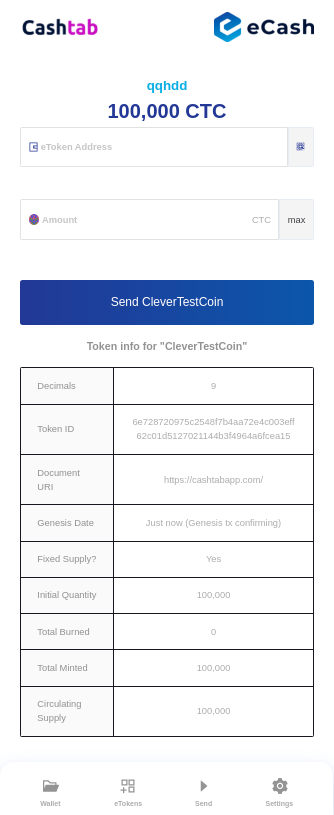 Cashtab
eCash
qqhdd
100,000 CTC
eToken Address
Amount
CTC
max
Send CleverTestCoin
Token info for "CleverTestCoin"
Decimals
9
Token ID
6e728720975c2548f7b4aa72e4c003eff
62c01d5127021144b3f4964a6fcea15
Document
URI
https://cashtabapp.com/
Genesis Date
Just now (Genesis tx confirming)
Fixed Supply?
Yes
Initial Quantity
100,000
Total Burned
0
Total Minted
100,000
Circulating
Supply
100,000
Wallet
eTokens
Send
Settings